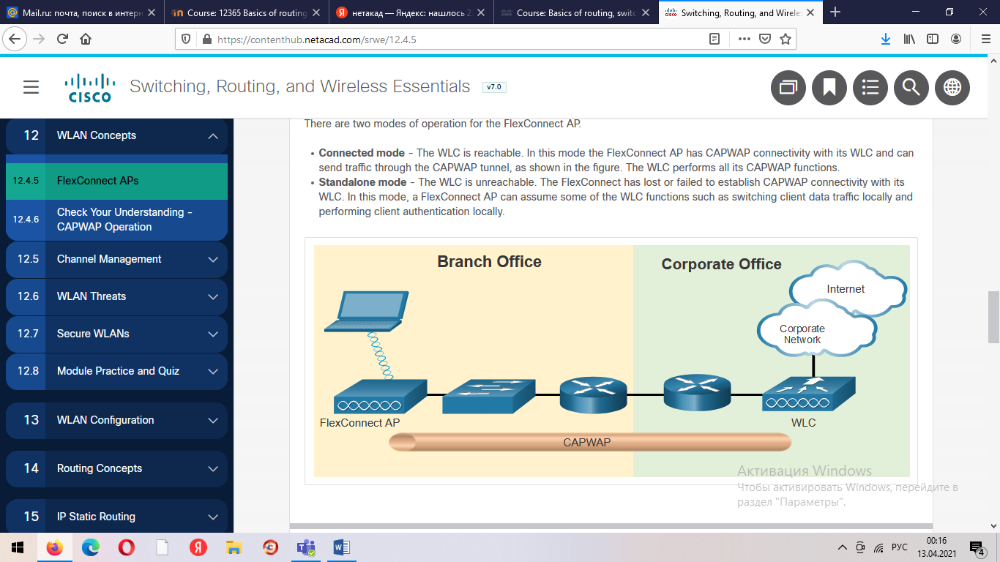 Mail.ru: почта, поиск в интерн
Course: 12365 Basics of routing
нетакад — Яндекс: нашлось 2
Course: Basics of routing, switc
Switching, Routing, and Wireles
https://contenthub.netacad.com/srwe/12.4.5
CISCO
Switching, Routing, and Wireless Essentials
v7.0
12 WLAN Concepts
12.4.5 FlexConnect APs
12.4.6 Check Your Understanding –
CAPWAP Operation
12.5 Channel Management
12.6 WLAN Threats
12.7 Secure WLANs
12.8 Module Practice and Quiz
13 WLAN Configuration
14 Routing Concepts
15 IP Static Routing
There are two modes of operation for the FlexConnect AP.
• Connected mode – The WLC is reachable. In this mode the FlexConnect AP has CAPWAP connectivity with its WLC and can
send traffic through the CAPWAP tunnel, as shown in the figure. The WLC performs all its CAPWAP functions.
• Standalone mode – The WLC is unreachable. The FlexConnect has lost or failed to establish CAPWAP connectivity with its
WLC. In this mode, a FlexConnect AP can assume some of the WLC functions such as switching client data traffic locally and
performing client authentication locally.
Branch Office
Corporate Office
Internet
Corporate
Network
FlexConnect AP
WLC
CAPWAP
Активация Windows
Чтобы активировать Windows, перейдите в
раздел "Параметры".
РУС
00:16
13.04.2021
4